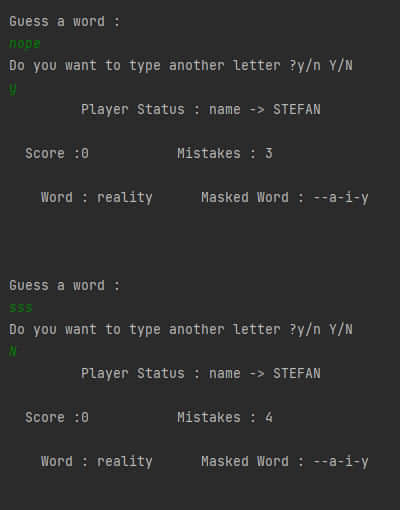 Guess a word :
nope
Do you want to type another letter ?y/n Y/N
y
Player Status : name -> STEFAN
Score :0 Mistakes : 3
Word : reality Masked Word : --a-i-y
Guess a word :
sss
Do you want to type another letter ?y/n Y/N
N
Player Status : name -> STEFAN
Score :0 Mistakes : 4
Word : reality Masked Word : --a-i-y